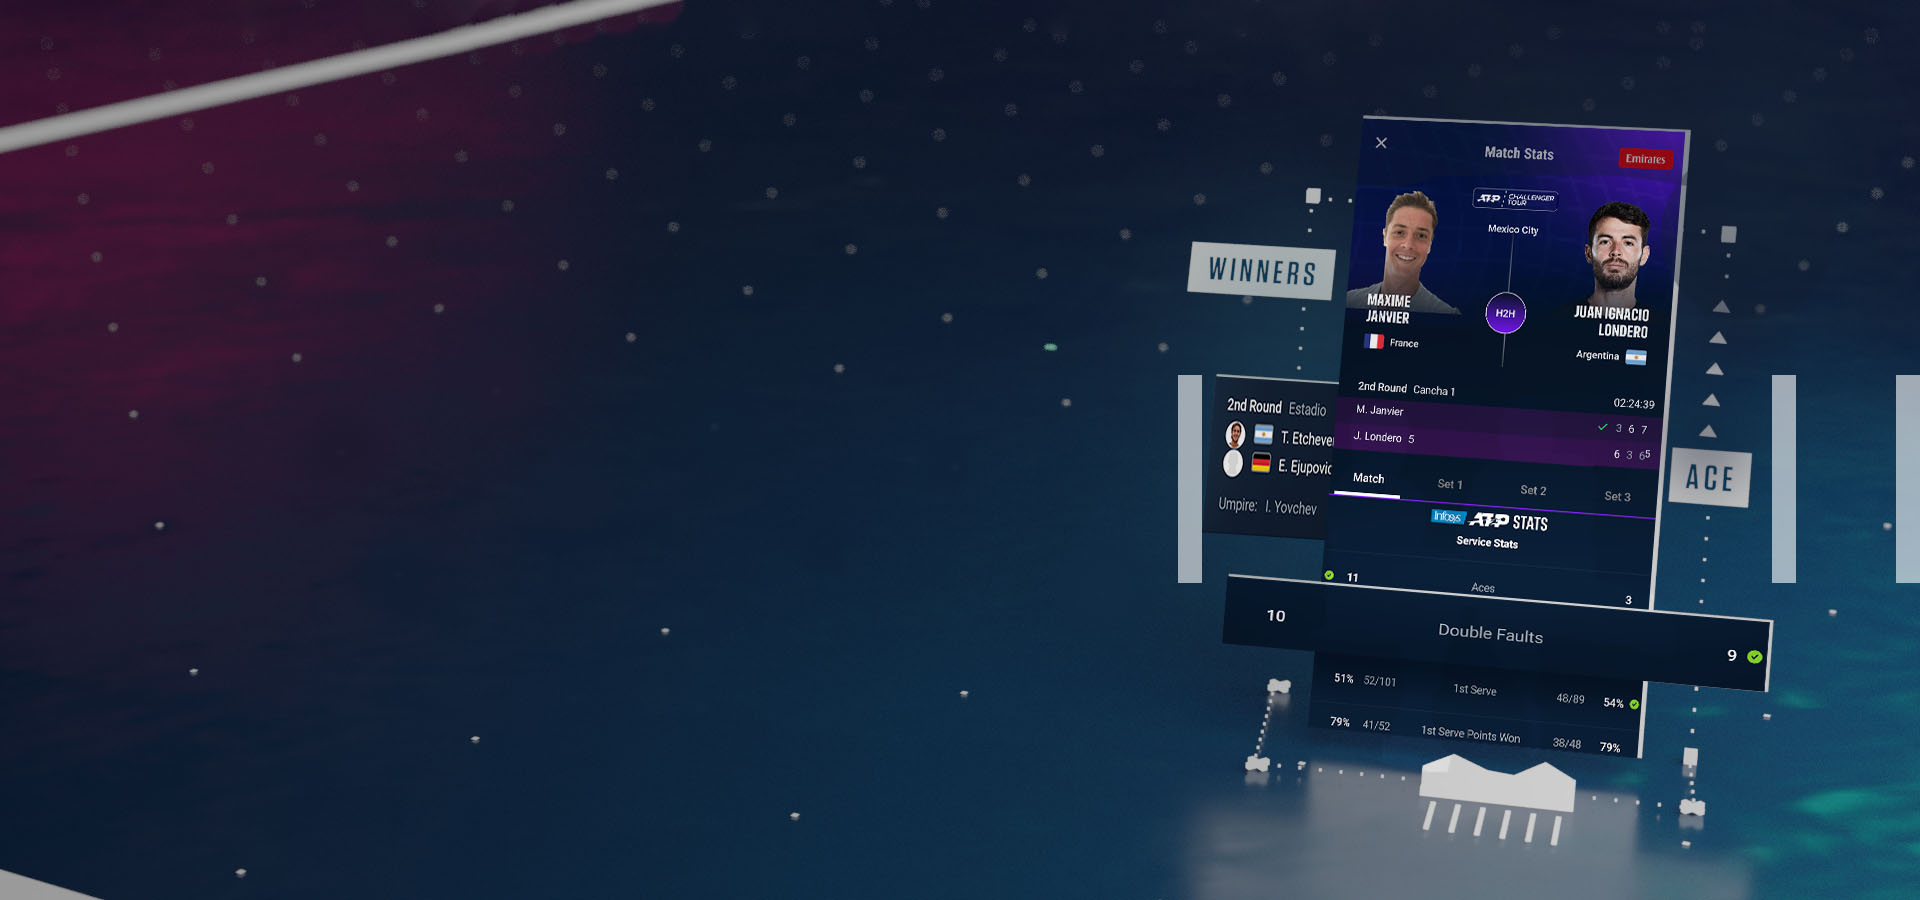 Match Stats
Emirates
ATP CHALLENGER TOUR
Mexico City
WINNERS
MAXIME
JANVIER
H2H
JUAN IGNACIO
LONDERO
France
Argentina
2nd Round Cancha 1
02:24:39
M. Janvier
3 6 7
J. Londero 5
6 3 6 5
2nd Round Estadio
T. Etcheve
E. Ejupovic
Umpire: I. Yovchev
ACE
Match Set 1 Set 2 Set 3
Infosys ATP STATS
Service Stats
11 Aces 3
10 Double Faults 9
51% 52/101 1st Serve 48/89 54%
79% 41/52 1st Serve Points Won 38/48 79%